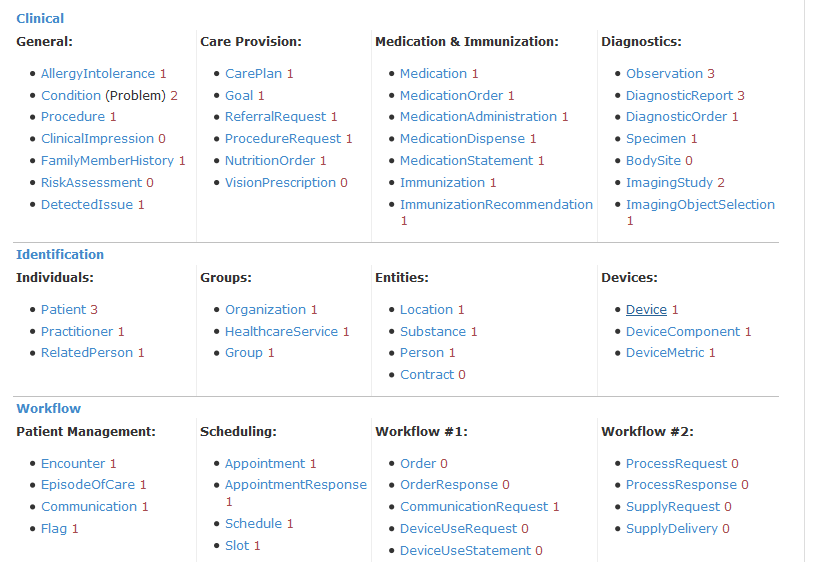 Clinical
General:
AllergyIntolerance 1
Condition (Problem) 2
Procedure 1
ClinicalImpression 0
FamilyMemberHistory 1
RiskAssessment 0
DetectedIssue 1
Care Provision:
CarePlan 1
Goal 1
ReferralRequest 1
ProcedureRequest 1
NutritionOrder 1
VisionPrescription 0
Medication & Immunization:
Medication 1
MedicationOrder 1
MedicationAdministration 1
MedicationDispense 1
MedicationStatement 1
Immunization 1
ImmunizationRecommendation
1
Diagnostics:
Observation 3
DiagnosticReport 3
DiagnosticOrder 1
Specimen 1
BodySite 0
ImagingStudy 2
ImagingObjectSelection
1
Identification
Individuals:
Patient 3
Practitioner 1
RelatedPerson 1
Groups:
Organization 1
HealthcareService 1
Group 1
Entities:
Location 1
Substance 1
Person 1
Contract 0
Devices:
Device 1
DeviceComponent 1
DeviceMetric 1
Workflow
Patient Management:
Encounter 1
EpisodeOfCare 1
Communication 1
Flag 1
Scheduling:
Appointment 1
AppointmentResponse
1
Schedule 1
Slot 1
Workflow #1:
Order 0
OrderResponse 0
CommunicationRequest 1
DeviceUseRequest 0
DeviceUseStatement 0
Workflow #2:
ProcessRequest 0
ProcessResponse 0
SupplyRequest 0
SupplyDelivery 0